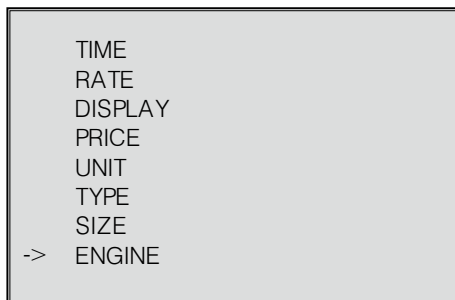 TIME
RATE
DISPLAY
PRICE
UNIT
TYPE
SIZE
-> ENGINE